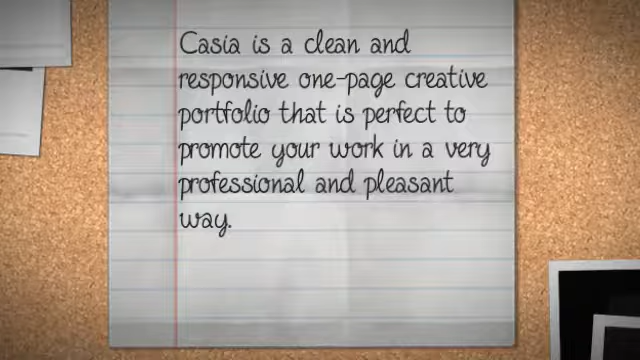 Casia is a clean and
responsive one-page creative
portfolio that is perfect to
promote your work in a very
professional and pleasant
way.